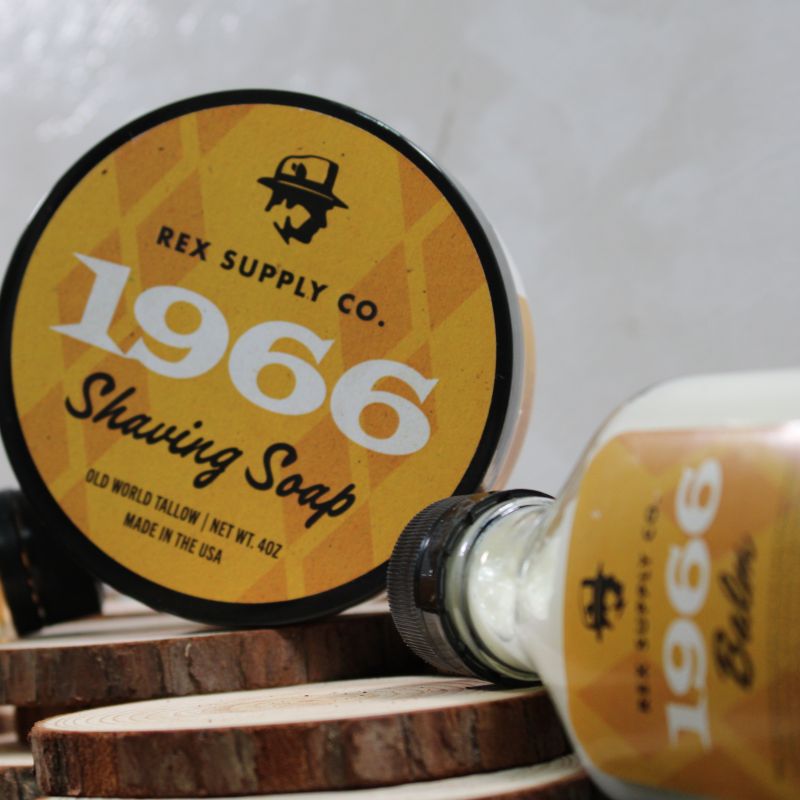 REX SUPPLY CO.
1966
Shaving Soap
OLD WORLD TALLOW | NET WT. 4OZ
MADE IN THE USA
REX SUPPLY CO.
1966
Balm